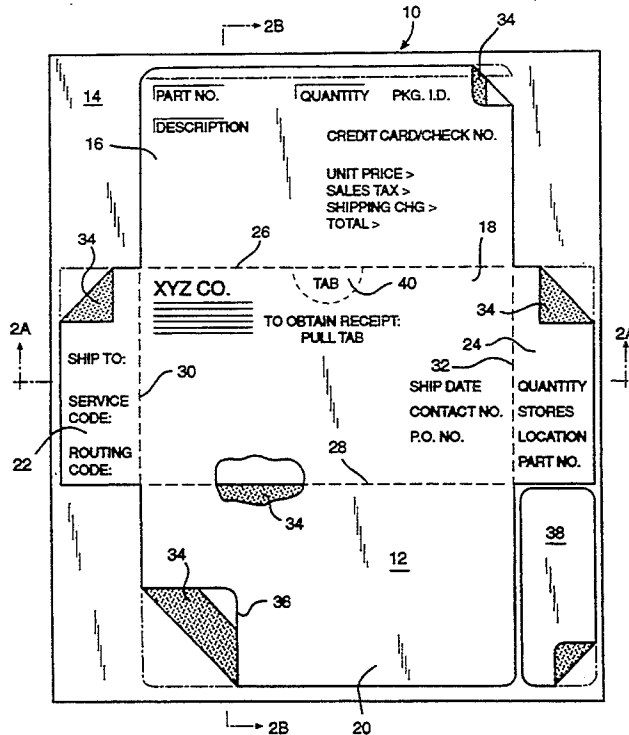 2B
10
34
14
PART NO. QUANTITY PKG. I.D.
DESCRIPTION
CREDIT CARD/CHECK NO.
16
UNIT PRICE >
SALES TAX >
SHIPPING CHG >
TOTAL >
26
18
34
XYZ CO.
TAB
40
34
TO OBTAIN RECEIPT:
PULL TAB
2A
24
2A
SHIP TO:
30
32
SHIP DATE QUANTITY
SERVICE
CODE:
CONTACT NO. STORES
P.O. NO. LOCATION
22
ROUTING
CODE:
28
PART NO.
34
34
12
38
36
2B
20